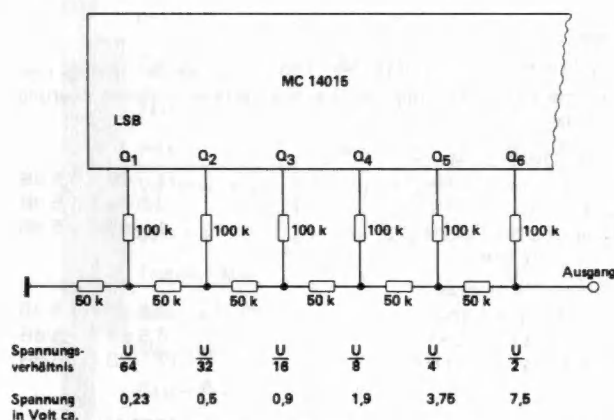 MC 14015
LSB
Q1 Q2 Q3 Q4 Q5 Q6
100 k 100 k 100 k 100 k 100 k 100 k
Ausgang
50 k 50 k 50 k 50 k 50 k 50 k
Spannungs-
verhältnis
U/64 U/32 U/16 U/8 U/4 U/2
Spannung
in Volt ca.
0,23 0,5 0,9 1,9 3,75 7,5